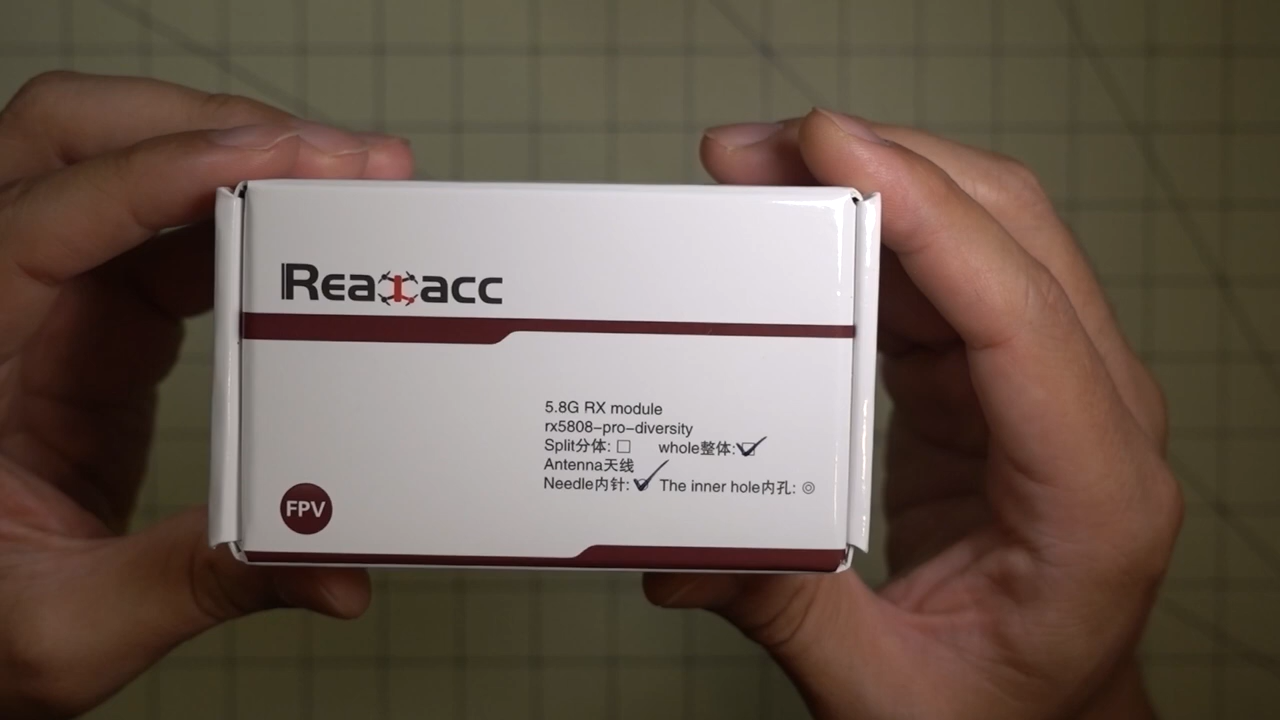 Realacc
5.8G RX module
rx5808-pro-diversity
Split分体: □ whole整体: ☑
Antenna天线
Needle内针: ✓ The inner hole内孔: ◎
FPV